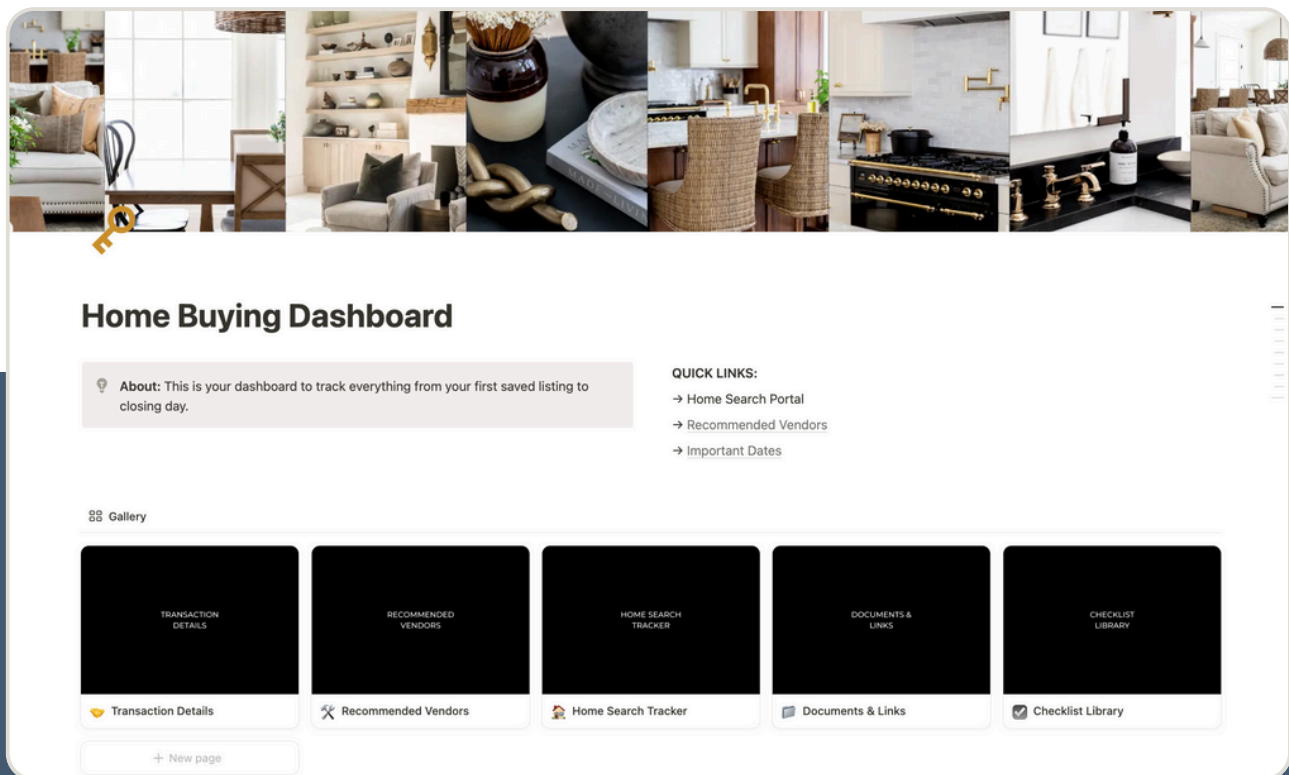 MADE·LIVIN
Home Buying Dashboard
About: This is your dashboard to track everything from your first saved listing to
closing day.
QUICK LINKS:
→ Home Search Portal
→ Recommended Vendors
→ Important Dates
Gallery
TRANSACTION
DETAILS
RECOMMENDED
VENDORS
HOME SEARCH
TRACKER
DOCUMENTS &
LINKS
CHECKLIST
LIBRARY
Transaction Details
Recommended Vendors
Home Search Tracker
Documents & Links
Checklist Library
+ New page